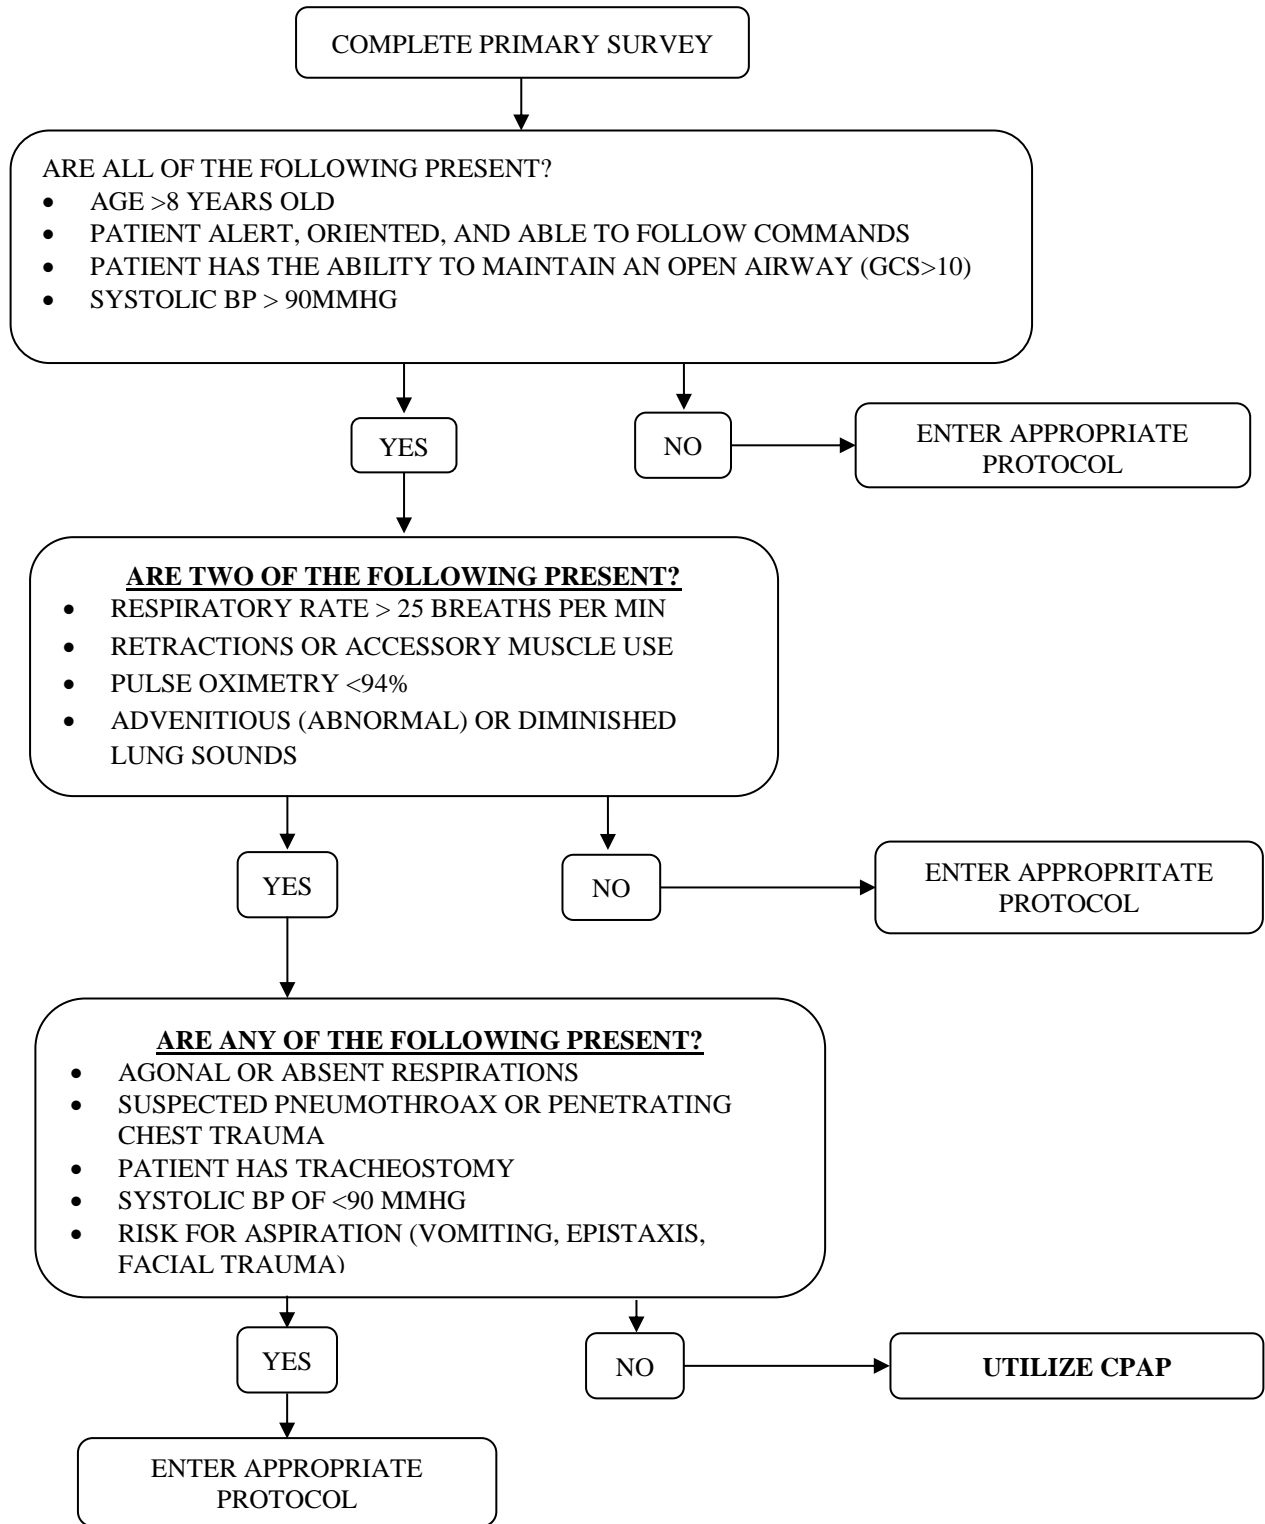 COMPLETE PRIMARY SURVEY
ARE ALL OF THE FOLLOWING PRESENT?
• AGE >8 YEARS OLD
• PATIENT ALERT, ORIENTED, AND ABLE TO FOLLOW COMMANDS
• PATIENT HAS THE ABILITY TO MAINTAIN AN OPEN AIRWAY (GCS>10)
• SYSTOLIC BP > 90MMHG
YES
NO
ENTER APPROPRIATE
PROTOCOL
ARE TWO OF THE FOLLOWING PRESENT?
• RESPIRATORY RATE > 25 BREATHS PER MIN
• RETRACTIONS OR ACCESSORY MUSCLE USE
• PULSE OXIMETRY <94%
• ADVENITIOUS (ABNORMAL) OR DIMINISHED
LUNG SOUNDS
YES
NO
ENTER APPROPRITATE
PROTOCOL
ARE ANY OF THE FOLLOWING PRESENT?
• AGONAL OR ABSENT RESPIRATIONS
• SUSPECTED PNEUMOTHROAX OR PENETRATING
CHEST TRAUMA
• PATIENT HAS TRACHEOSTOMY
• SYSTOLIC BP OF <90 MMHG
• RISK FOR ASPIRATION (VOMITING, EPISTAXIS,
FACIAL TRAUMA)
YES
NO
UTILIZE CPAP
ENTER APPROPRIATE
PROTOCOL